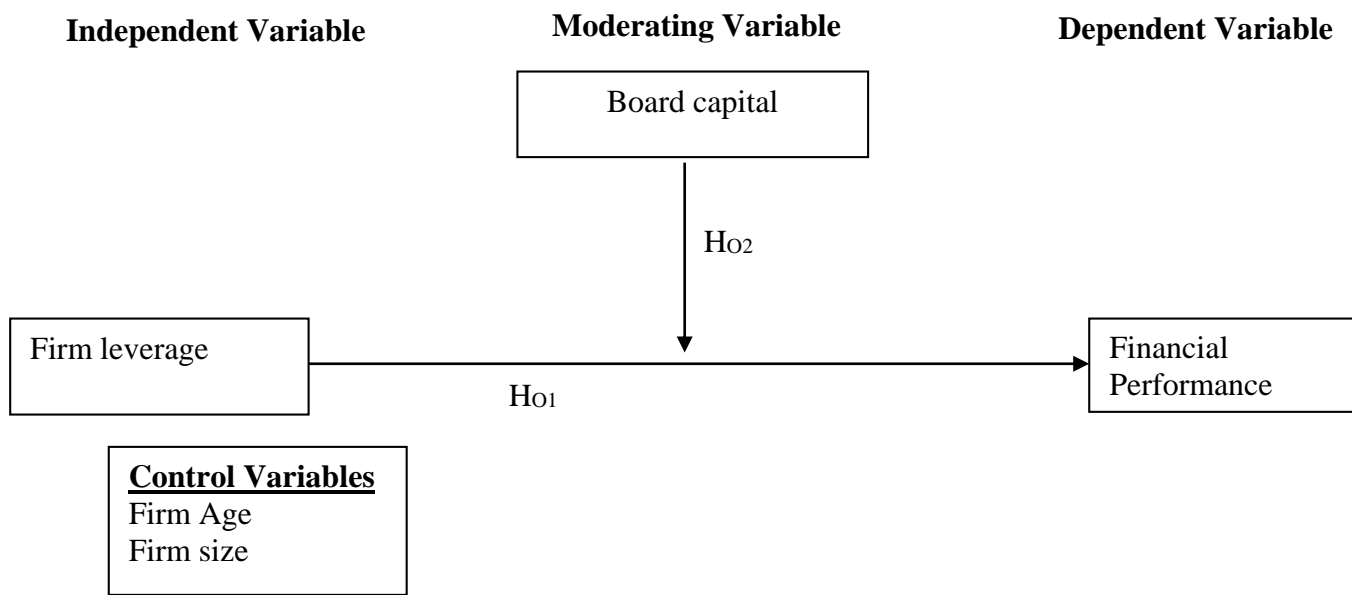 Independent Variable
Moderating Variable
Dependent Variable
Board capital
HO2
Firm leverage
HO1
Financial
Performance
Control Variables
Firm Age
Firm size